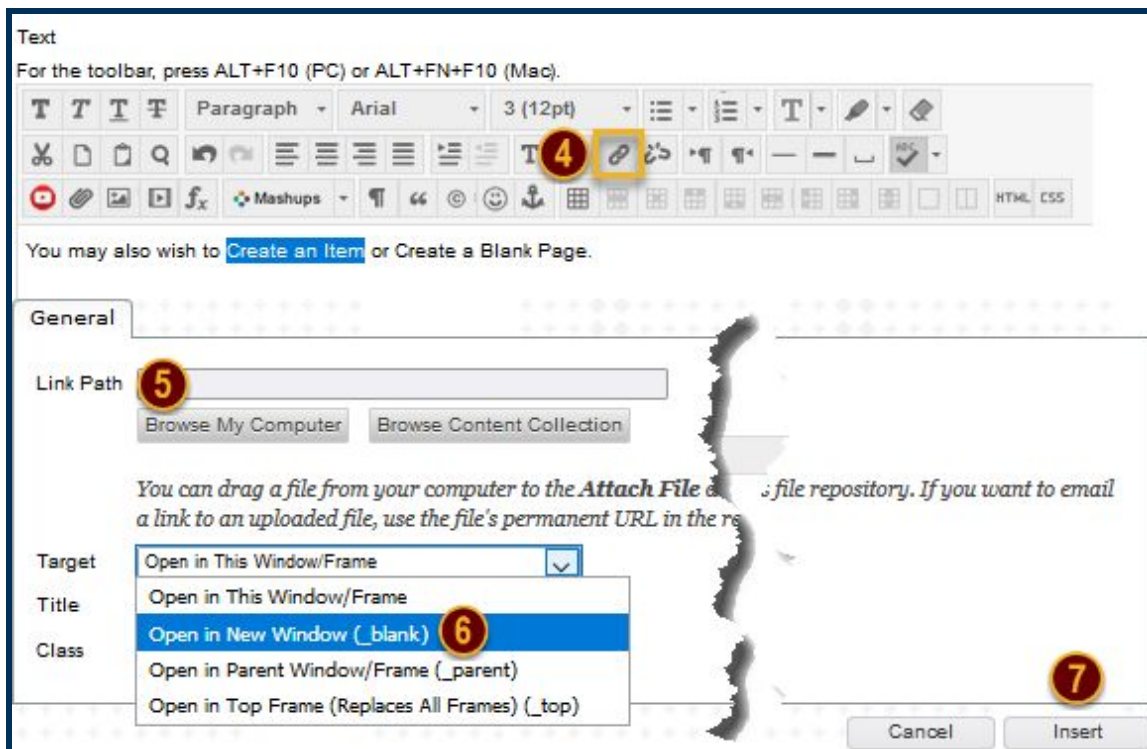 Text
For the toolbar, press ALT+F10 (PC) or ALT+FN+F10 (Mac).
T T T T Paragraph Arial 3 (12pt) T
T 4 ABC
fx Mashups ¶ “ © HTML CSS
You may also wish to Create an Item or Create a Blank Page.
General
Link Path 5
Browse My Computer Browse Content Collection
You can drag a file from your computer to the Attach File file repository. If you want to email
a link to an uploaded file, use the file's permanent URL in the
Target Open in This Window/Frame
Open in This Window/Frame
Title
Open in New Window (_blank) 6
Class
Open in Parent Window/Frame (_parent)
Open in Top Frame (Replaces All Frames) (_top)
7
Cancel Insert